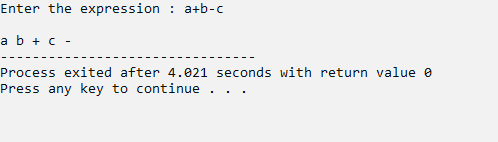 Enter the expression : a+b-c
a b + c -
--------------------------------
Process exited after 4.021 seconds with return value 0
Press any key to continue . . .